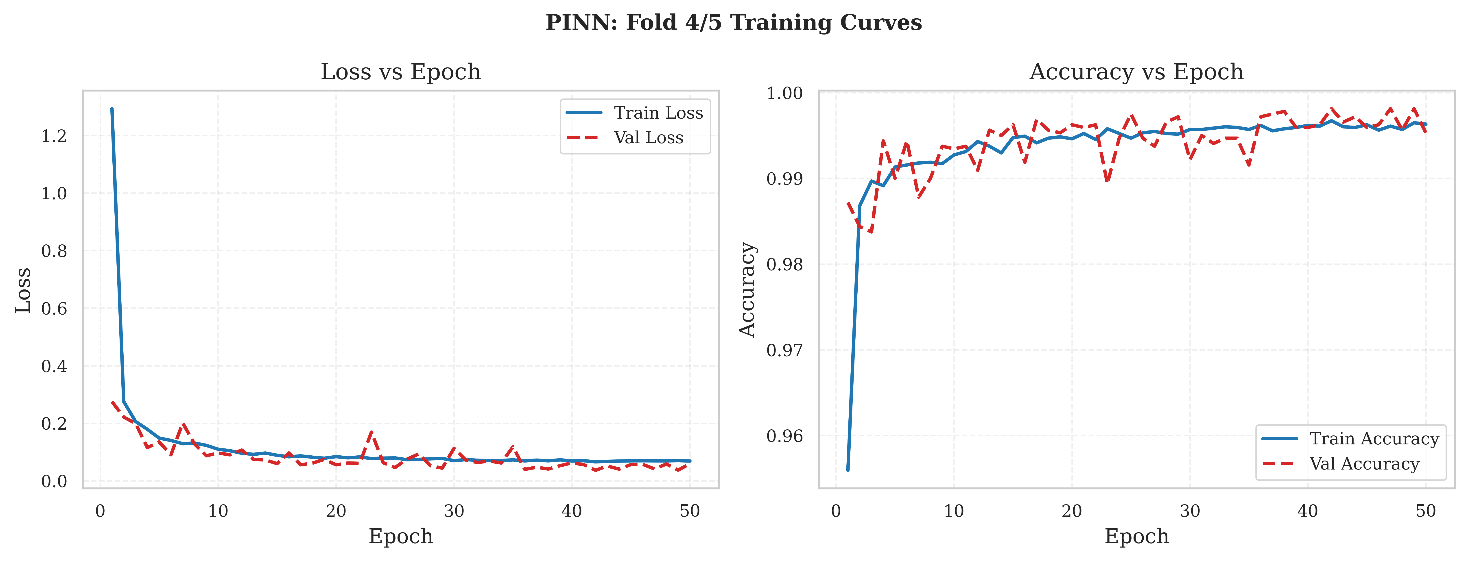 PINN: Fold 4/5 Training Curves
Loss vs Epoch
Loss
1.2
1.0
0.8
0.6
0.4
0.2
0.0
0
10
20
30
40
50
Epoch
Train Loss
Val Loss
Accuracy vs Epoch
Accuracy
1.00
0.99
0.98
0.97
0.96
0
10
20
30
40
50
Epoch
Train Accuracy
Val Accuracy